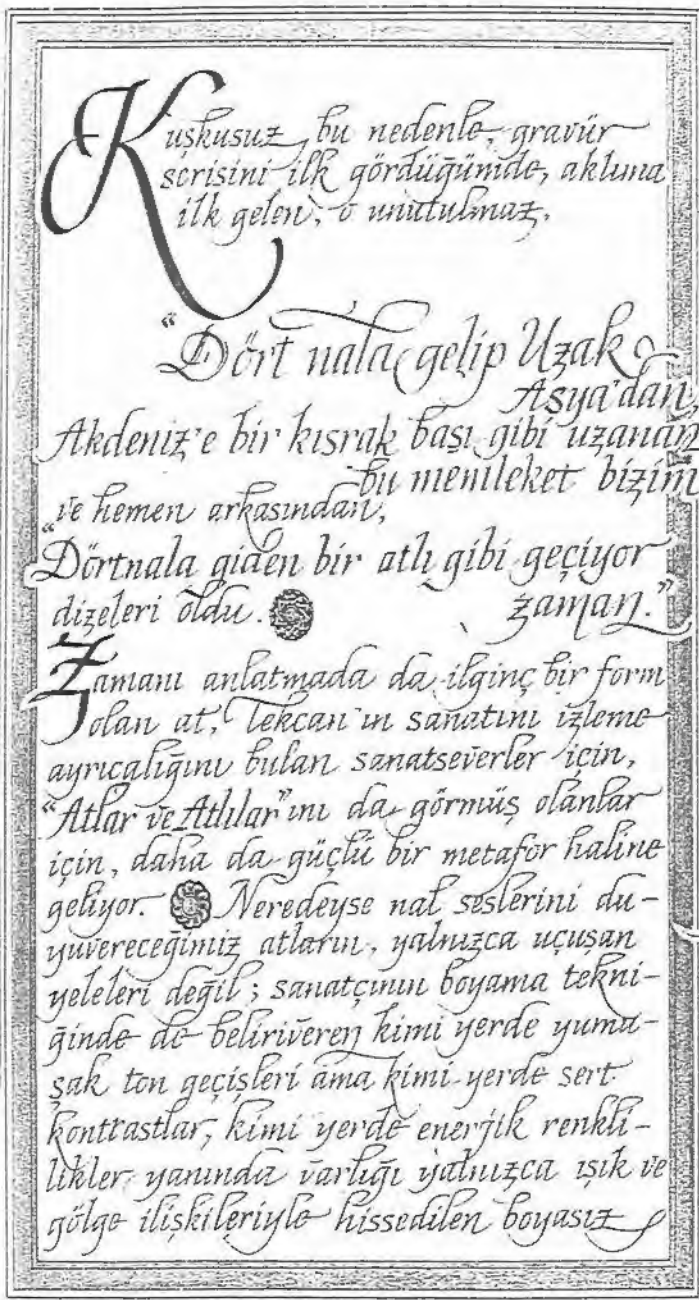 Kuşkusuz, bu nedenle, gravür
serisini ilk gördüğümde, aklıma
ilk gelen, o unutulmaz,
"Dört nala gelip Uzak
Asya'dan,
Akdeniz'e bir kısrak başı gibi uzanan
bu memleket bizim
ve hemen arkasından,
"Dörtnala giden bir atlı gibi geçiyor
zaman."
dizeleri oldu.
Zamanı anlatmada da ilginç bir form
olan at, Tekcan'ın sanatını izleme
ayrıcalığını bulan sanatseverler için,
"Atlar ve Atlılar"ını da görmüş olanlar
için, daha da güçlü bir metafor haline
geliyor. Neredeyse nal seslerini du-
yuvereceğimiz atların, yalnızca uçuşan
yeleleri değil; sanatçının boyama tekni-
ğinde de beliriveren kimi yerde yumu-
şak ton geçişleri ama kimi yerde sert
konttastlar, kimi yerde enerjik renkli-
likler yanında varlığı yalnızca ışık ve
gölge ilişkileriyle hissedilen boyasız